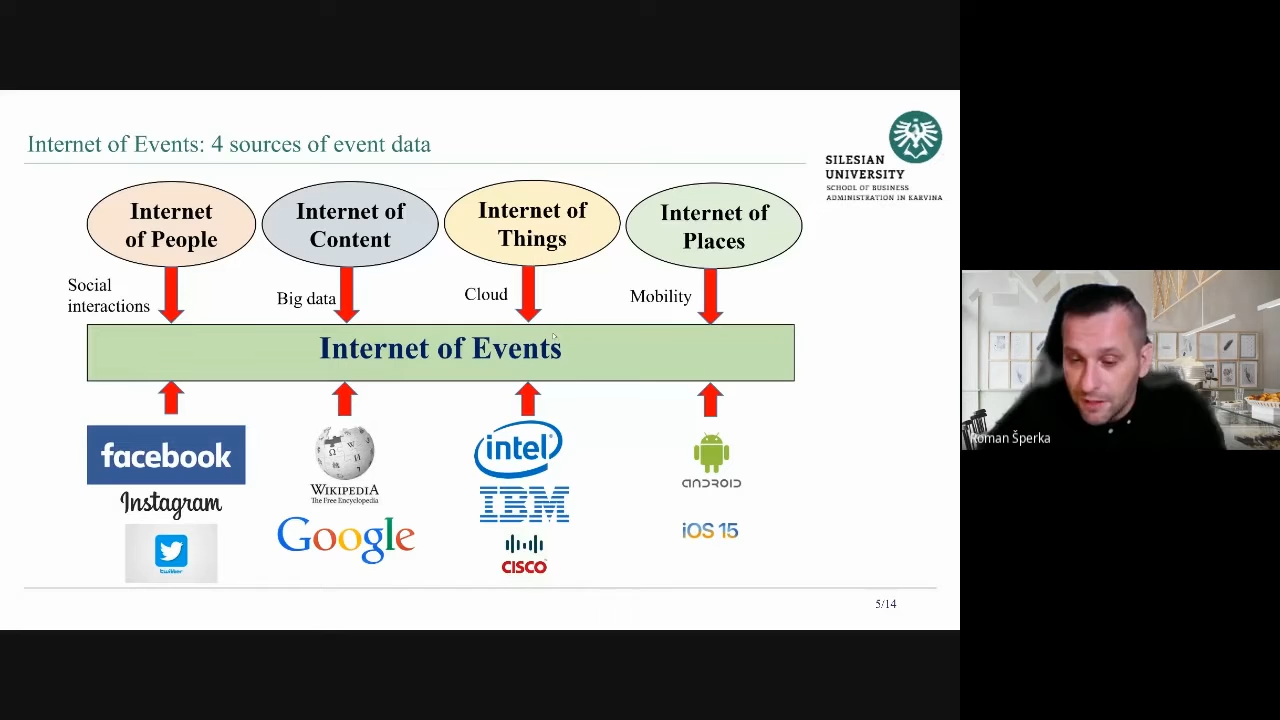 Internet of Events: 4 sources of event data
SILESIAN
UNIVERSITY
SCHOOL OF BUSINESS
ADMINISTRATION IN KARVINA
Internet
of People
Internet of
Content
Internet of
Things
Internet of
Places
Social
interactions
Big data
Cloud
Mobility
Internet of Events
facebook
Instagram
twitter
WIKIPEDIA
The Free Encyclopedia
Google
intel
IBM
CISCO
ANDROID
iOS 15
5/14
Roman Šperka